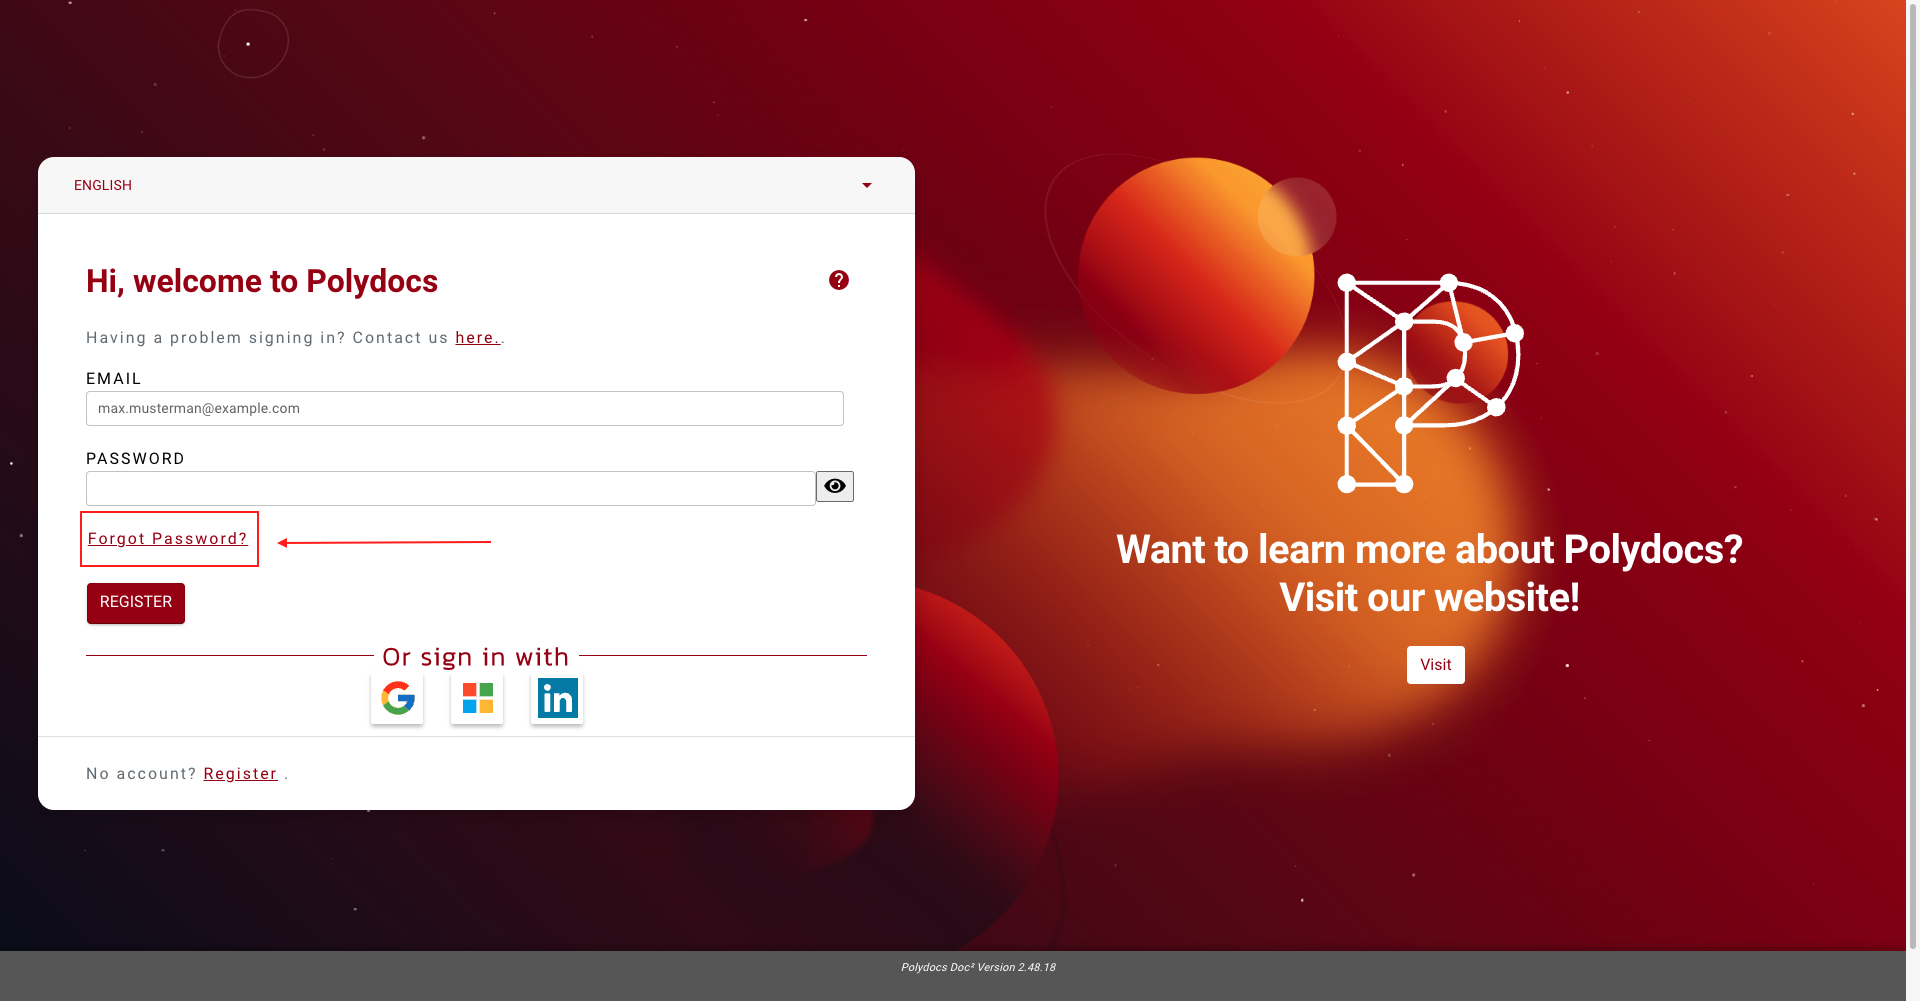 ENGLISH
Hi, welcome to Polydocs
Having a problem signing in? Contact us here..
EMAIL
max.musterman@example.com
PASSWORD
Forgot Password?
REGISTER
Or sign in with
in
No account? Register .
Want to learn more about Polydocs?
Visit our website!
Visit
Polydocs Doc² Version 2.48.18